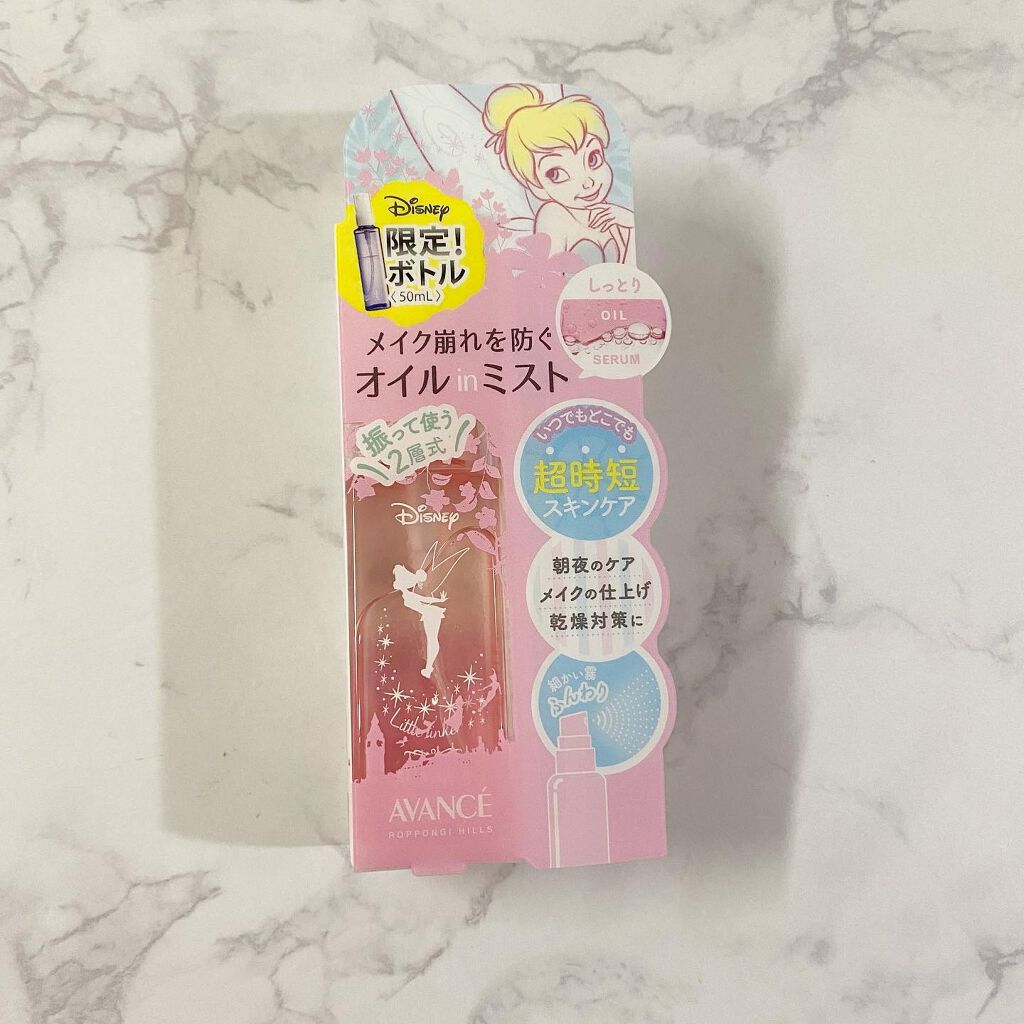 Disney
限定!
ボトル
〈50mL〉
しっとり
OIL
SERUM
メイク崩れを防ぐ
オイルinミスト
振って使う
2層式
いつでもどこでも
超時短
スキンケア
Disney
朝夜のケア
メイクの仕上げ
乾燥対策に
細かい霧
ふんわり
Little
AVANCÉ
ROPPONGI HILLS